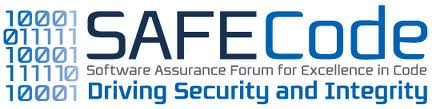 10001
011111
10001
111110
10001
SAFECode
Software Assurance Forum for Excellence in Code
Driving Security and Integrity